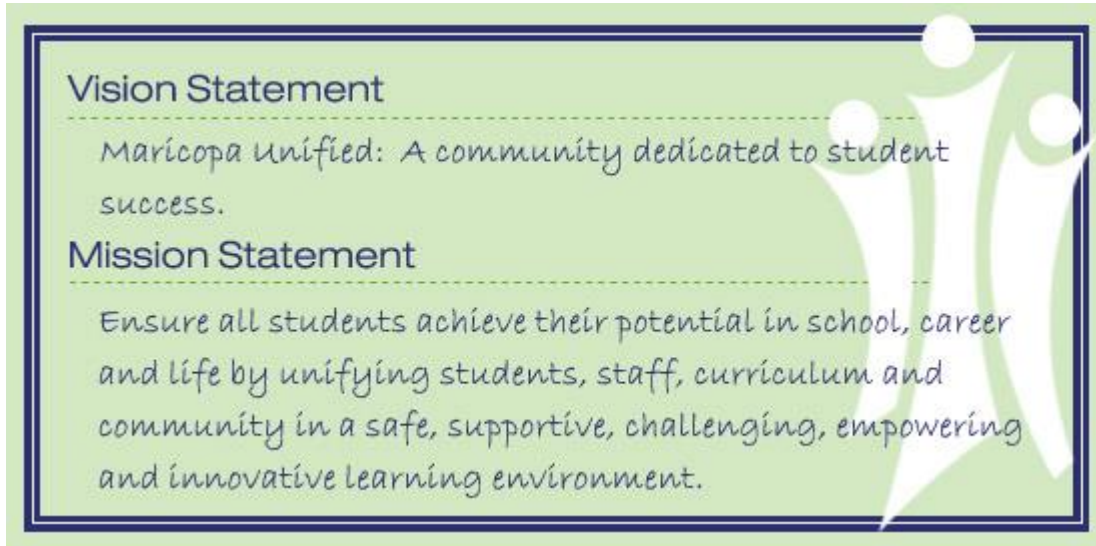 Vision Statement
Maricopa Unified: A community dedicated to student
success.
Mission Statement
Ensure all students achieve their potential in school, career
and life by unifying students, staff, curriculum and
community in a safe, supportive, challenging, empowering
and innovative learning environment.